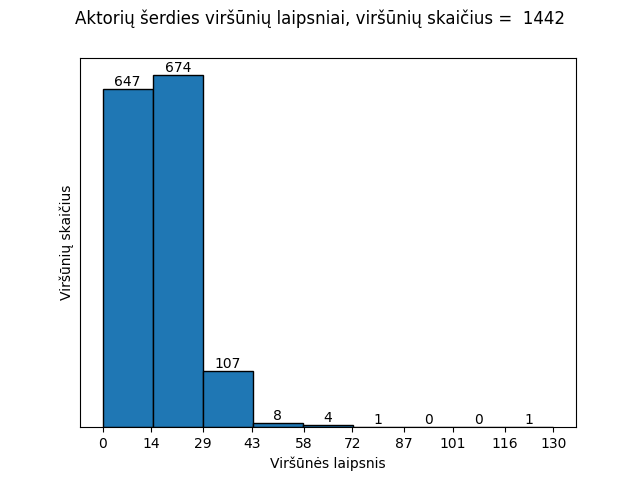 Aktorių šerdies viršūnių laipsniai, viršūnių skaičius =  1442
647
674
107
8
4
1
0
0
1
Viršūnių skaičius
0 14 29 43 58 72 87 101 116 130
Viršūnės laipsnis